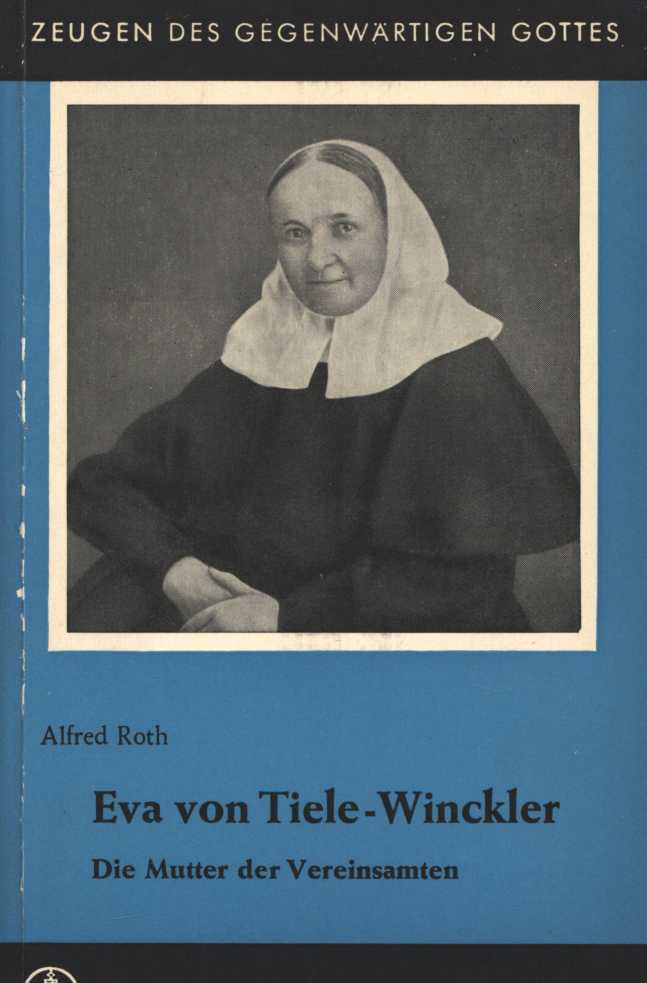 ZEUGEN DES GEGENWÄRTIGEN GOTTES
Alfred Roth
Eva von Tiele-Winckler
Die Mutter der Vereinsamten